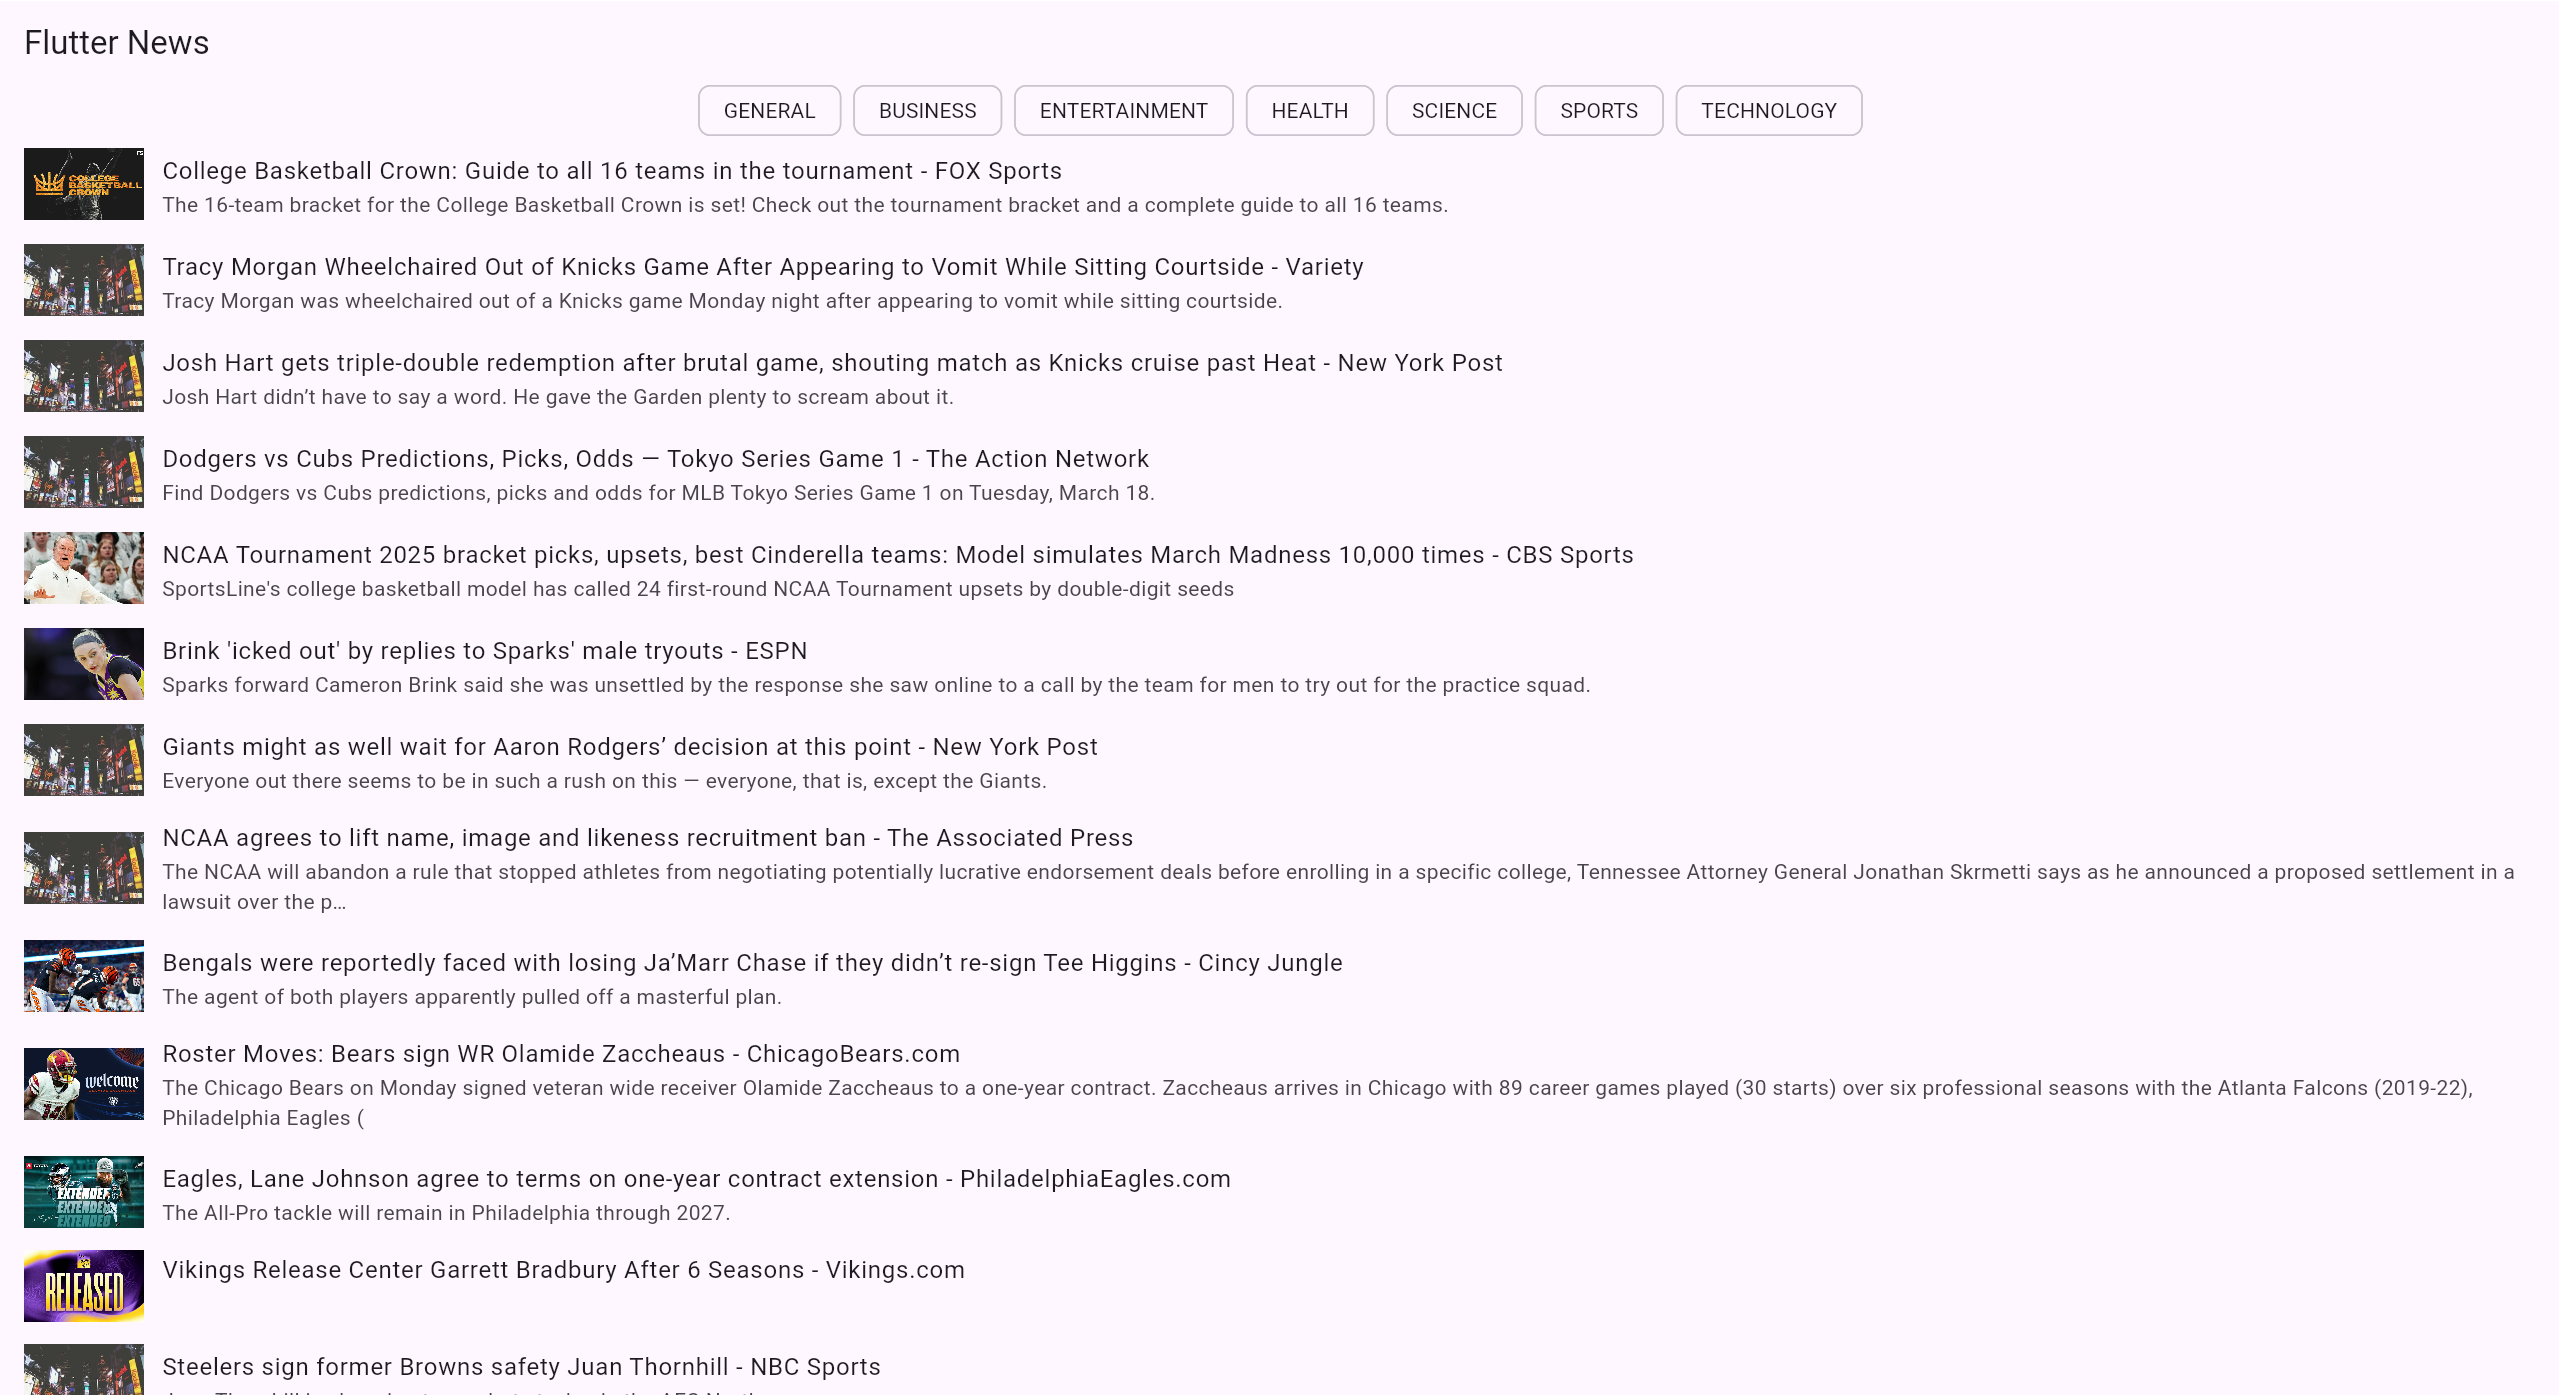 Flutter News
GENERAL
BUSINESS
ENTERTAINMENT
HEALTH
SCIENCE
SPORTS
TECHNOLOGY
COLLEGE
BASKETBALL
CROWN
College Basketball Crown: Guide to all 16 teams in the tournament - FOX Sports
The 16-team bracket for the College Basketball Crown is set! Check out the tournament bracket and a complete guide to all 16 teams.
Tracy Morgan Wheelchaired Out of Knicks Game After Appearing to Vomit While Sitting Courtside - Variety
Tracy Morgan was wheelchaired out of a Knicks game Monday night after appearing to vomit while sitting courtside.
Josh Hart gets triple-double redemption after brutal game, shouting match as Knicks cruise past Heat - New York Post
Josh Hart didn’t have to say a word. He gave the Garden plenty to scream about it.
Dodgers vs Cubs Predictions, Picks, Odds — Tokyo Series Game 1 - The Action Network
Find Dodgers vs Cubs predictions, picks and odds for MLB Tokyo Series Game 1 on Tuesday, March 18.
NCAA Tournament 2025 bracket picks, upsets, best Cinderella teams: Model simulates March Madness 10,000 times - CBS Sports
SportsLine's college basketball model has called 24 first-round NCAA Tournament upsets by double-digit seeds
Brink 'icked out' by replies to Sparks' male tryouts - ESPN
Sparks forward Cameron Brink said she was unsettled by the response she saw online to a call by the team for men to try out for the practice squad.
Giants might as well wait for Aaron Rodgers’ decision at this point - New York Post
Everyone out there seems to be in such a rush on this — everyone, that is, except the Giants.
NCAA agrees to lift name, image and likeness recruitment ban - The Associated Press
The NCAA will abandon a rule that stopped athletes from negotiating potentially lucrative endorsement deals before enrolling in a specific college, Tennessee Attorney General Jonathan Skrmetti says as he announced a proposed settlement in a
lawsuit over the p…
Bengals were reportedly faced with losing Ja’Marr Chase if they didn’t re-sign Tee Higgins - Cincy Jungle
The agent of both players apparently pulled off a masterful plan.
welcome
Roster Moves: Bears sign WR Olamide Zaccheaus - ChicagoBears.com
The Chicago Bears on Monday signed veteran wide receiver Olamide Zaccheaus to a one-year contract. Zaccheaus arrives in Chicago with 89 career games played (30 starts) over six professional seasons with the Atlanta Falcons (2019-22),
Philadelphia Eagles (
EXTENDED
EXTENDED
EXTENDED
Eagles, Lane Johnson agree to terms on one-year contract extension - PhiladelphiaEagles.com
The All-Pro tackle will remain in Philadelphia through 2027.
RELEASED
Vikings Release Center Garrett Bradbury After 6 Seasons - Vikings.com
Steelers sign former Browns safety Juan Thornhill - NBC Sports